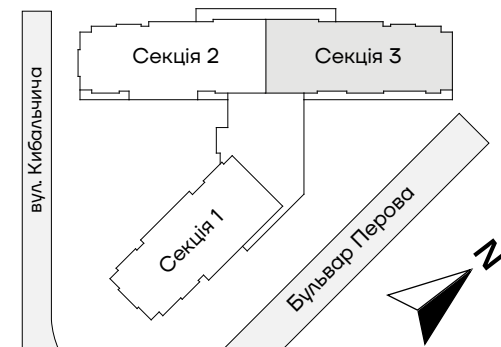 Секція 2
Секція 3
вул. Кибальчича
Секція 1
Бульвар Перова
N